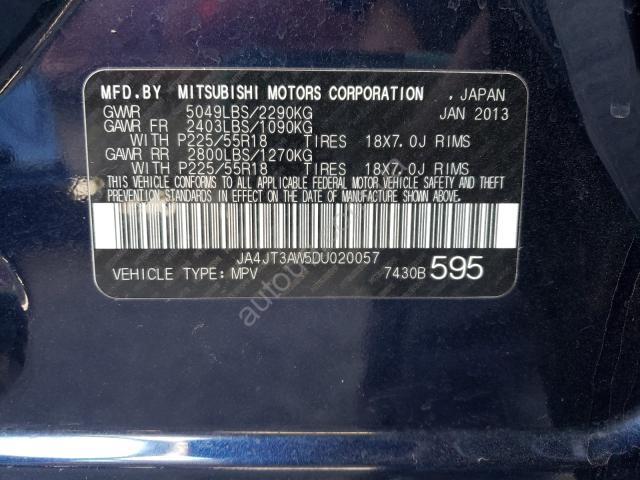 MFD.BY MITSUBISHI MOTORS CORPORATION , JAPAN
GVWR 5049LBS/2290KG JAN 2013
GAWR FR 2403LBS/1090KG
WITH P225/55R18 TIRES 18X7.0J RIMS
GAWR RR 2800LBS/1270KG
WITH P225/55R18 TIRES 18X7.0J RIMS
THIS VEHICLE CONFORMS TO ALL APPLICABLE FEDERAL MOTOR VEHICLE SAFETY AND THEFT
PREVENTION STANDARDS IN EFFECT ON THE DATE OF MANUFACTURE SHOWN ABOVE.
JA4JT3AW5DU020057
VEHICLE TYPE:MPV 7430B 595